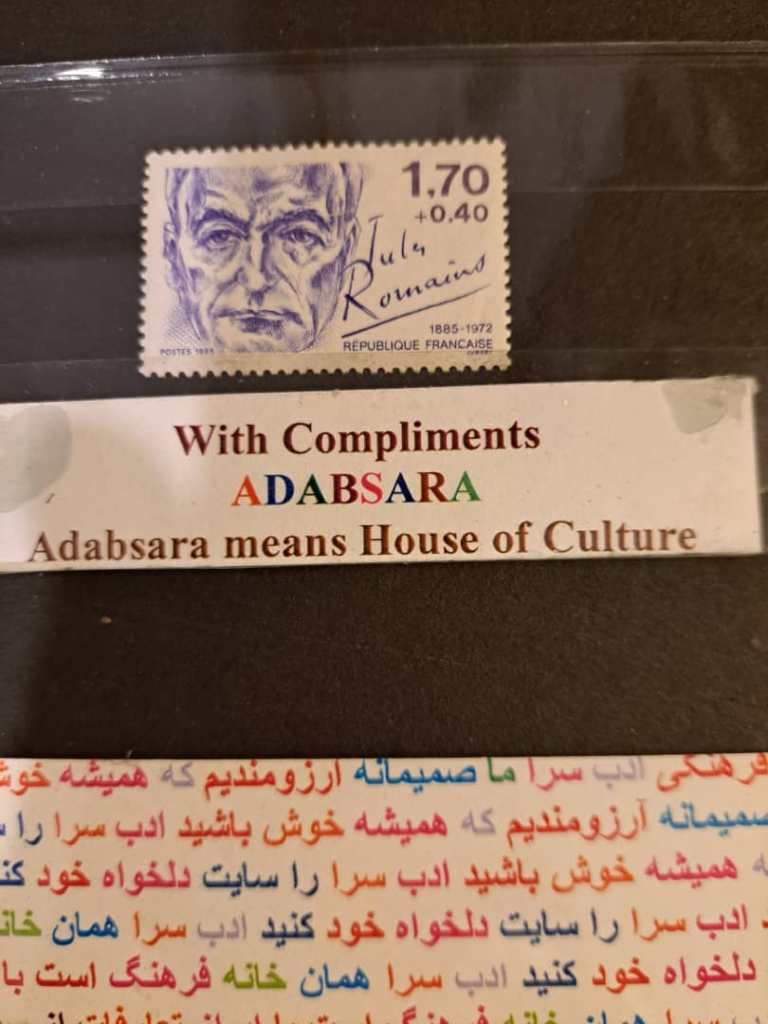 1,70
+0.40
Jules
Romains
1885-1972
RÉPUBLIQUE FRANÇAISE
POSTES 1985
With Compliments
ADABSARA
Adabsara means House of Culture
فرهنگی ادب سرا ما صمیمانه آرزومندیم که همیشه خوش
صمیمانه آرزومندیم که همیشه خوش باشید ادب سرا را
همیشه خوش باشید ادب سرا را سایت دلخواه خود
ادب سرا را سایت دلخواه خود کنید ادب سرا همان
دلخواه خود کنید ادب سرا همان خانه فرهنگ است